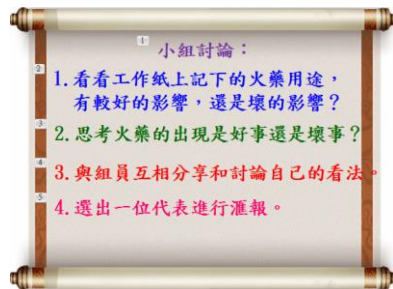 小組討論：
1.看看工作紙上記下的火藥用途，
有較好的影響，還是壞的影響？
2.思考火藥的出現是好事還是壞事？
3.與組員互相分享和討論自己的看法。
4.選出一位代表進行滙報。